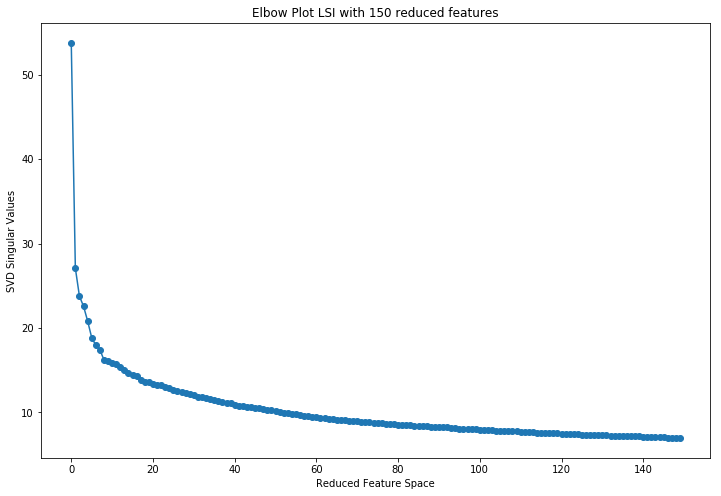 Elbow Plot LSI with 150 reduced features
50
40
30
20
10
SVD Singular Values
0 20 40 60 80 100 120 140
Reduced Feature Space